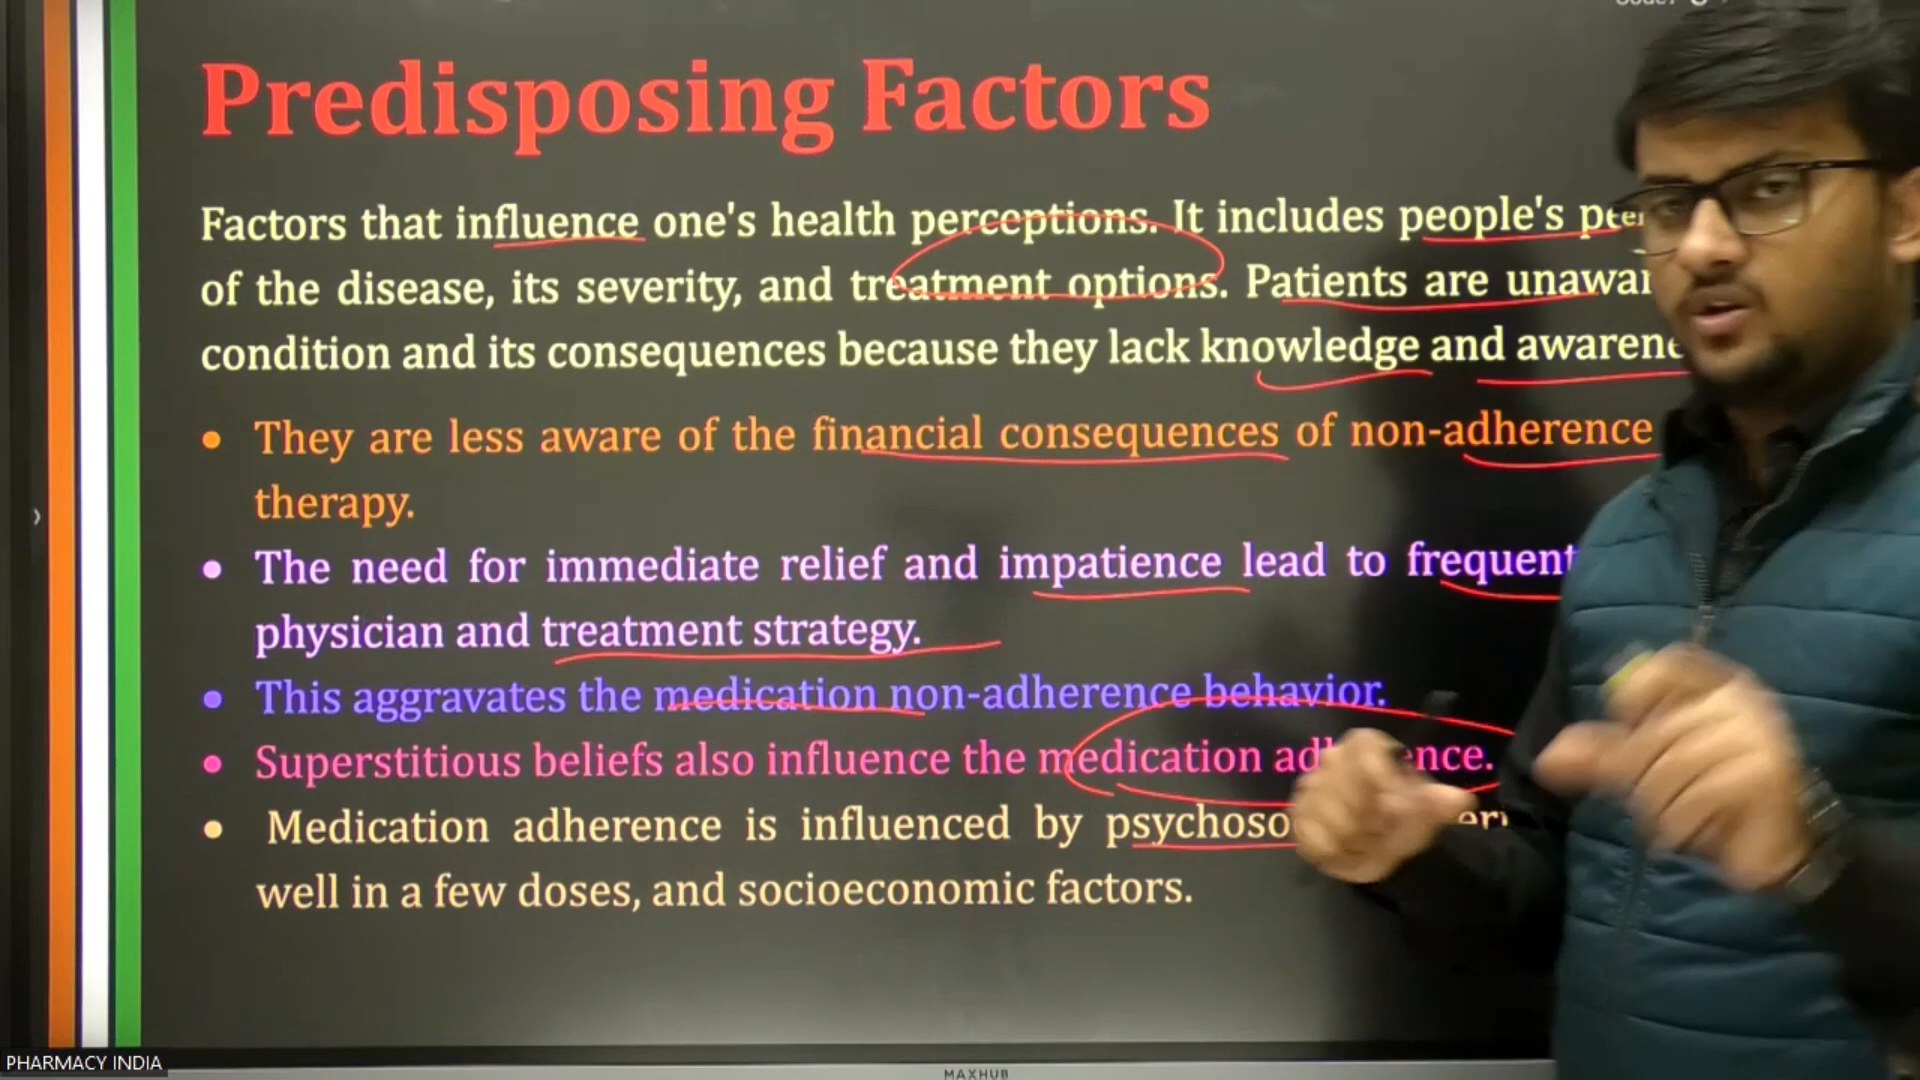 Predisposing Factors
Factors that influence one's health perceptions. It includes people's
of the disease, its severity, and treatment options. Patients are
condition and its consequences because they lack knowledge and
They are less aware of the financial consequences of non-adherence
therapy.
The need for immediate relief and impatience lead to frequent
physician and treatment strategy.
This aggravates the medication non-adherence behavior.
Superstitious beliefs also influence the medication
Medication adherence is influenced by
well in a few doses, and socioeconomic factors.
PHARMACY INDIA
MAXHUB